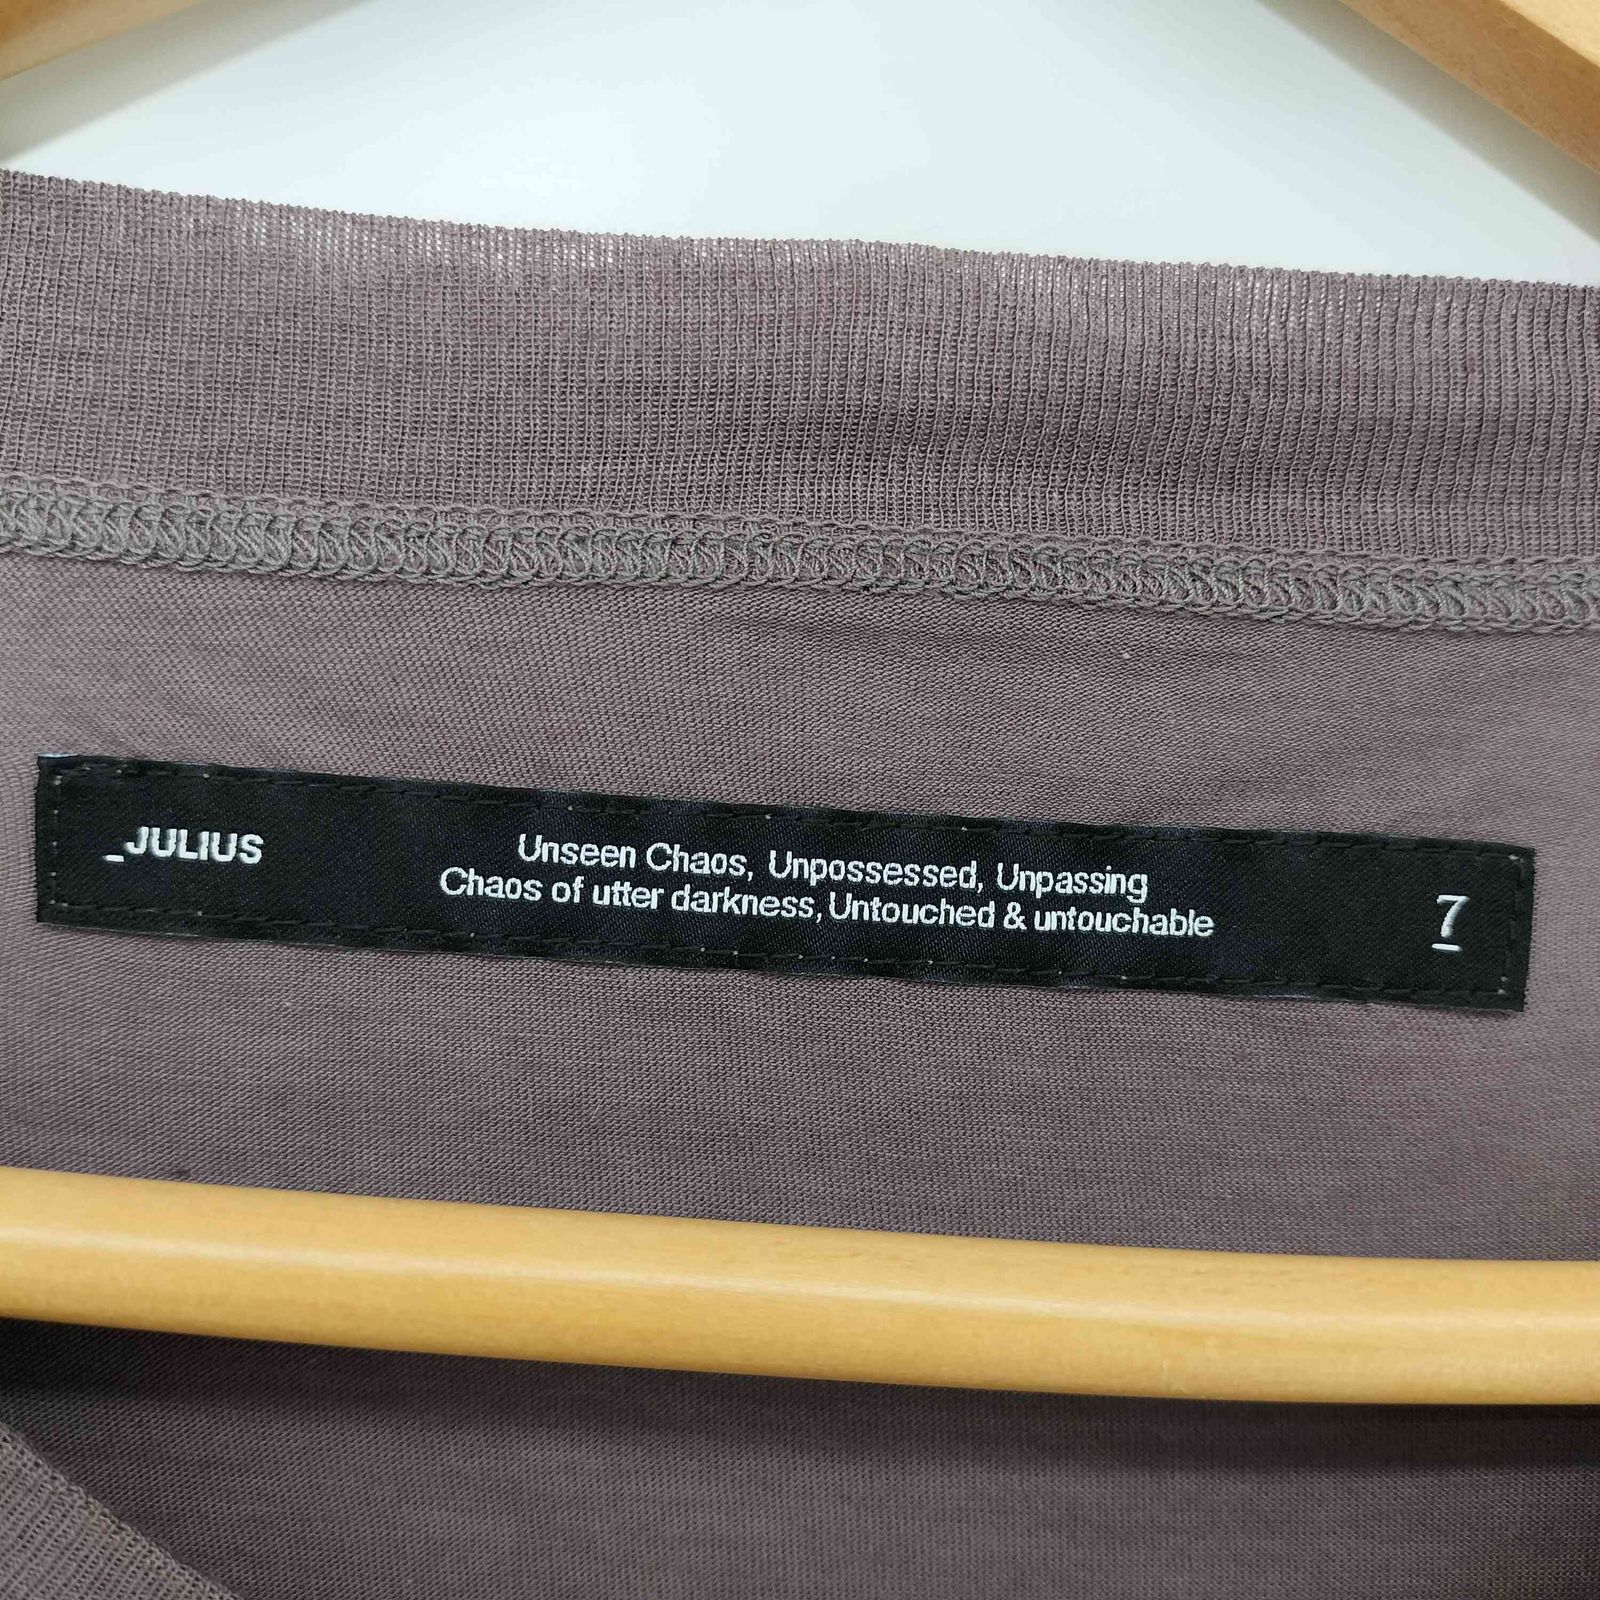 _JULIUS
Unseen Chaos, Unpossessed, Unpassing
Chaos of utter darkness, Untouched & untouchable
7